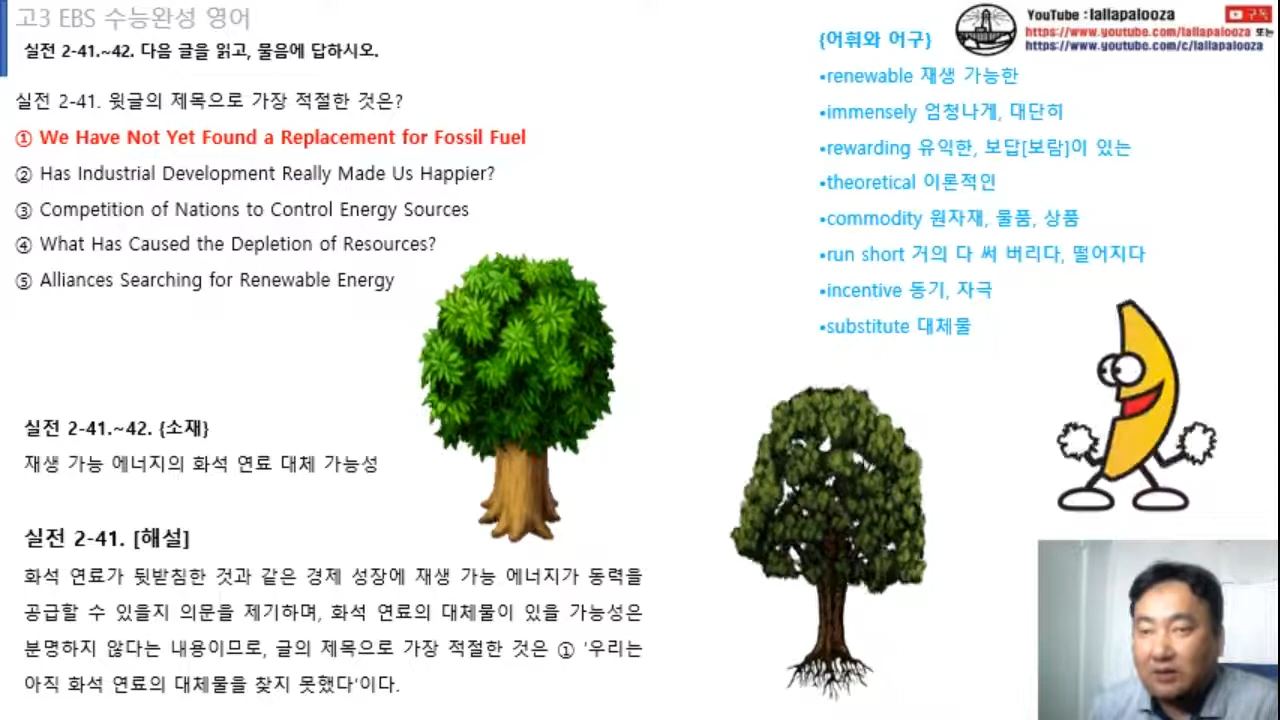 고3 EBS 수능완성 영어
실전 2-41.~42. 다음 글을 읽고, 물음에 답하시오.
실전 2-41. 윗글의 제목으로 가장 적절한 것은?
① We Have Not Yet Found a Replacement for Fossil Fuel
② Has Industrial Development Really Made Us Happier?
③ Competition of Nations to Control Energy Sources
④ What Has Caused the Depletion of Resources?
⑤ Alliances Searching for Renewable Energy
실전 2-41.~42. {소재}
재생 가능 에너지의 화석 연료 대체 가능성
실전 2-41. [해설]
화석 연료가 뒷받침한 것과 같은 경제 성장에 재생 가능 에너지가 동력을
공급할 수 있을지 의문을 제기하며, 화석 연료의 대체물이 있을 가능성은
분명하지 않다는 내용이므로, 글의 제목으로 가장 적절한 것은 ① ‘우리는
아직 화석 연료의 대체물을 찾지 못했다’이다.
{어휘와 어구}
•renewable 재생 가능한
•immensely 엄청나게, 대단히
•rewarding 유익한, 보답[보람]이 있는
•theoretical 이론적인
•commodity 원자재, 물품, 상품
•run short 거의 다 써 버리다, 떨어지다
•incentive 동기, 자극
•substitute 대체물
YouTube : lallapalooza
구독
https://www.youtube.com/lallapalooza 또는
https://www.youtube.com/c/lallapalooza